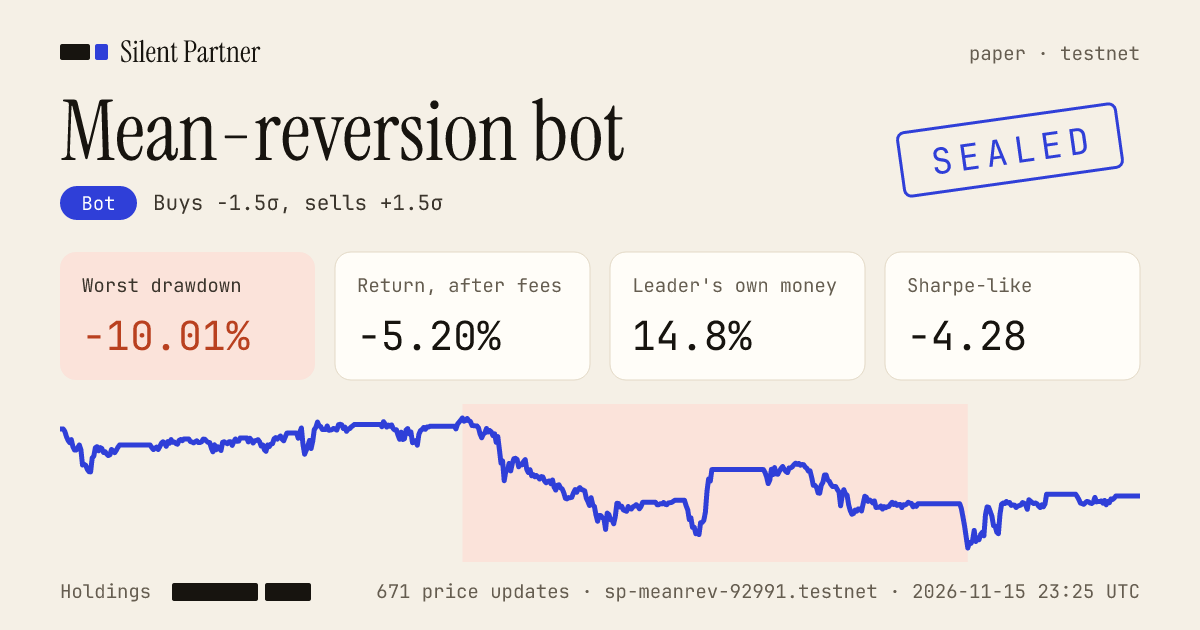 Silent Partner
paper · testnet
Mean-reversion bot
SEALED
Bot Buys -1.5σ, sells +1.5σ
Worst drawdown
-10.01%
Return, after fees
-5.20%
Leader's own money
14.8%
Sharpe-like
-4.28
Holdings
671 price updates · sp-meanrev-92991.testnet · 2026-11-15 23:25 UTC